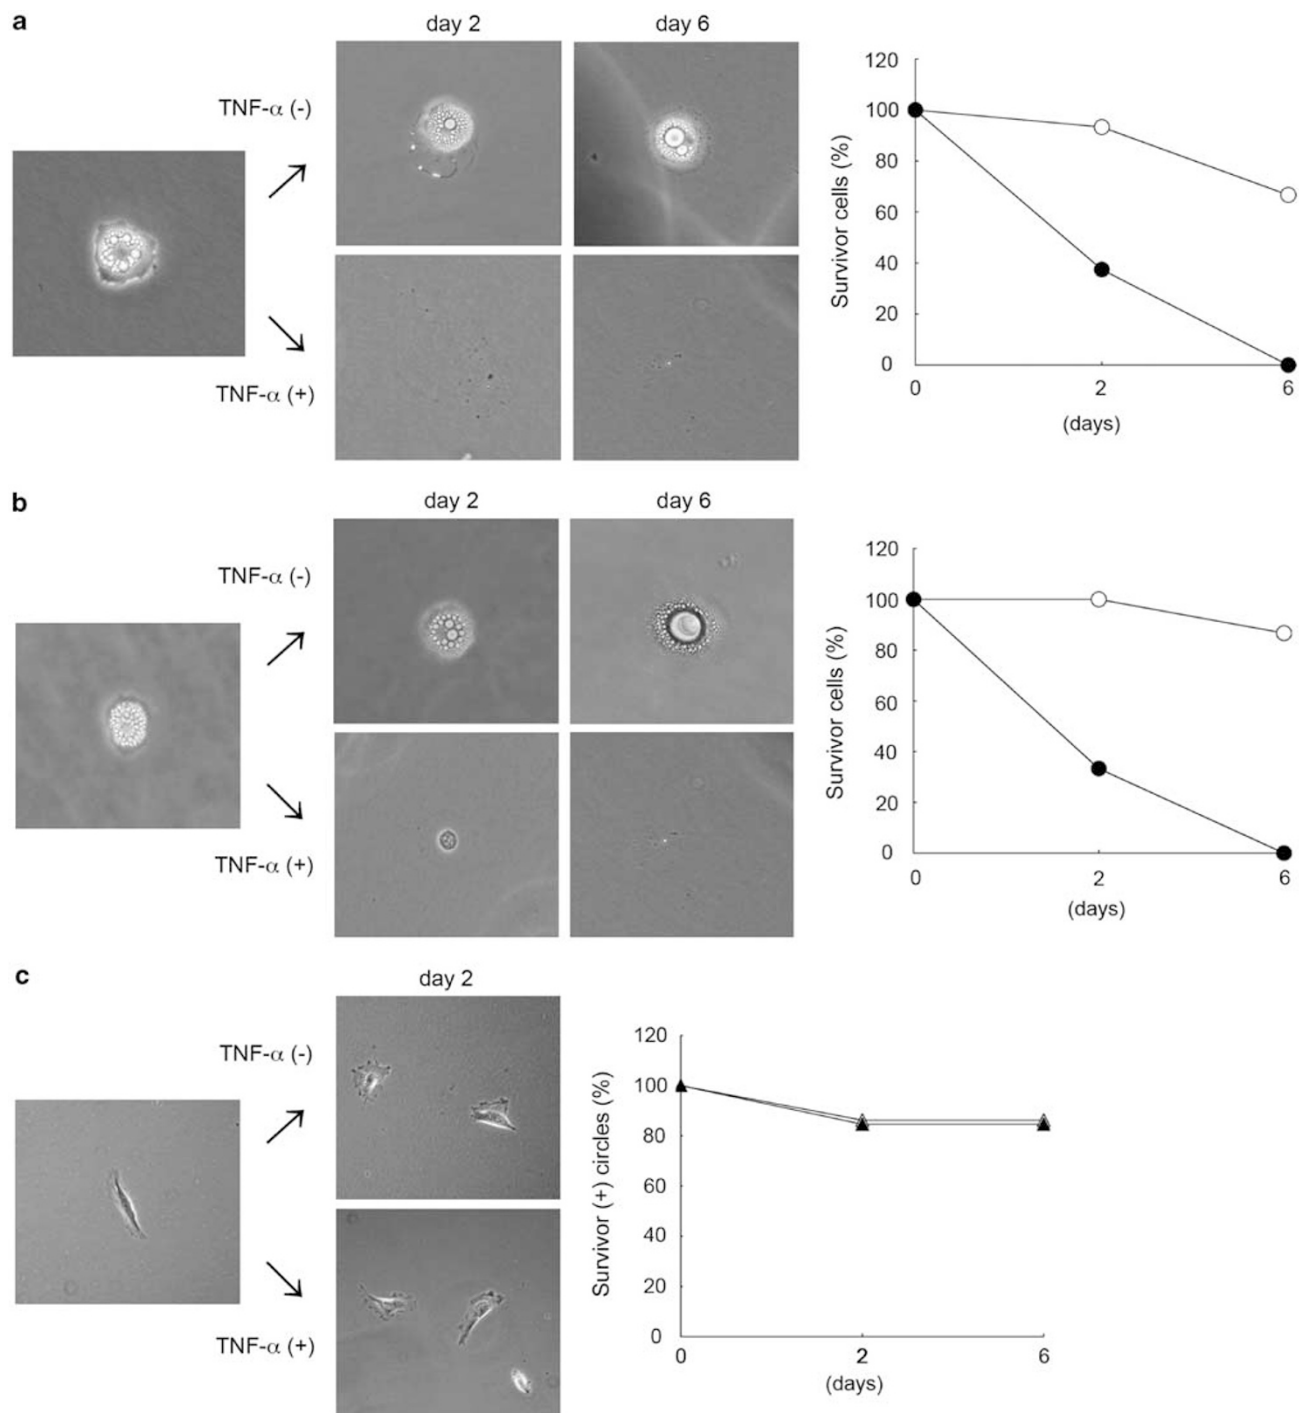 a
day 2
day 6
TNF-α (-)
TNF-α (+)
Survivor cells (%)
120
100
80
60
40
20
0
0
2
6
(days)
b
day 2
day 6
TNF-α (-)
TNF-α (+)
Survivor cells (%)
120
100
80
60
40
20
0
0
2
6
(days)
c
day 2
TNF-α (-)
TNF-α (+)
Survivor (+) circles (%)
120
100
80
60
40
20
0
0
2
6
(days)